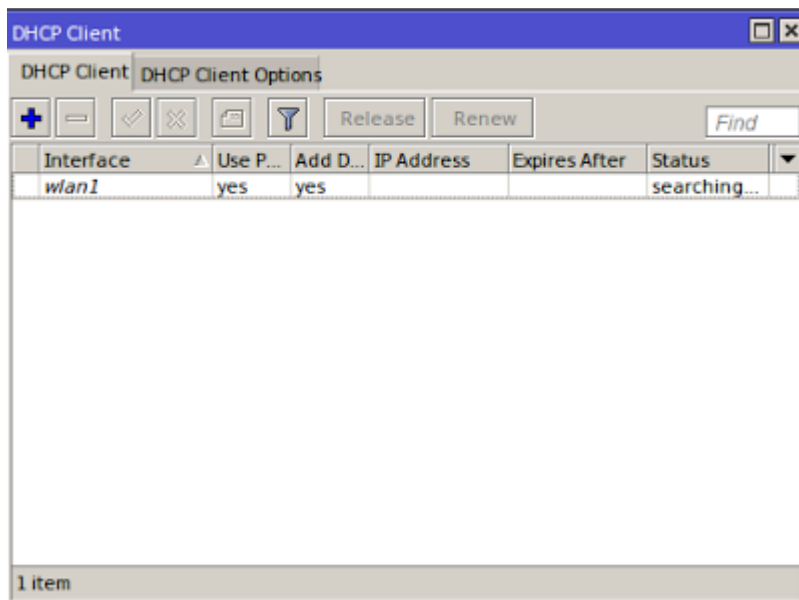 DHCP Client
DHCP Client DHCP Client Options
Release Renew Find
Interface Use P... Add D... IP Address Expires After Status
wlan1 yes yes searching...
1 item